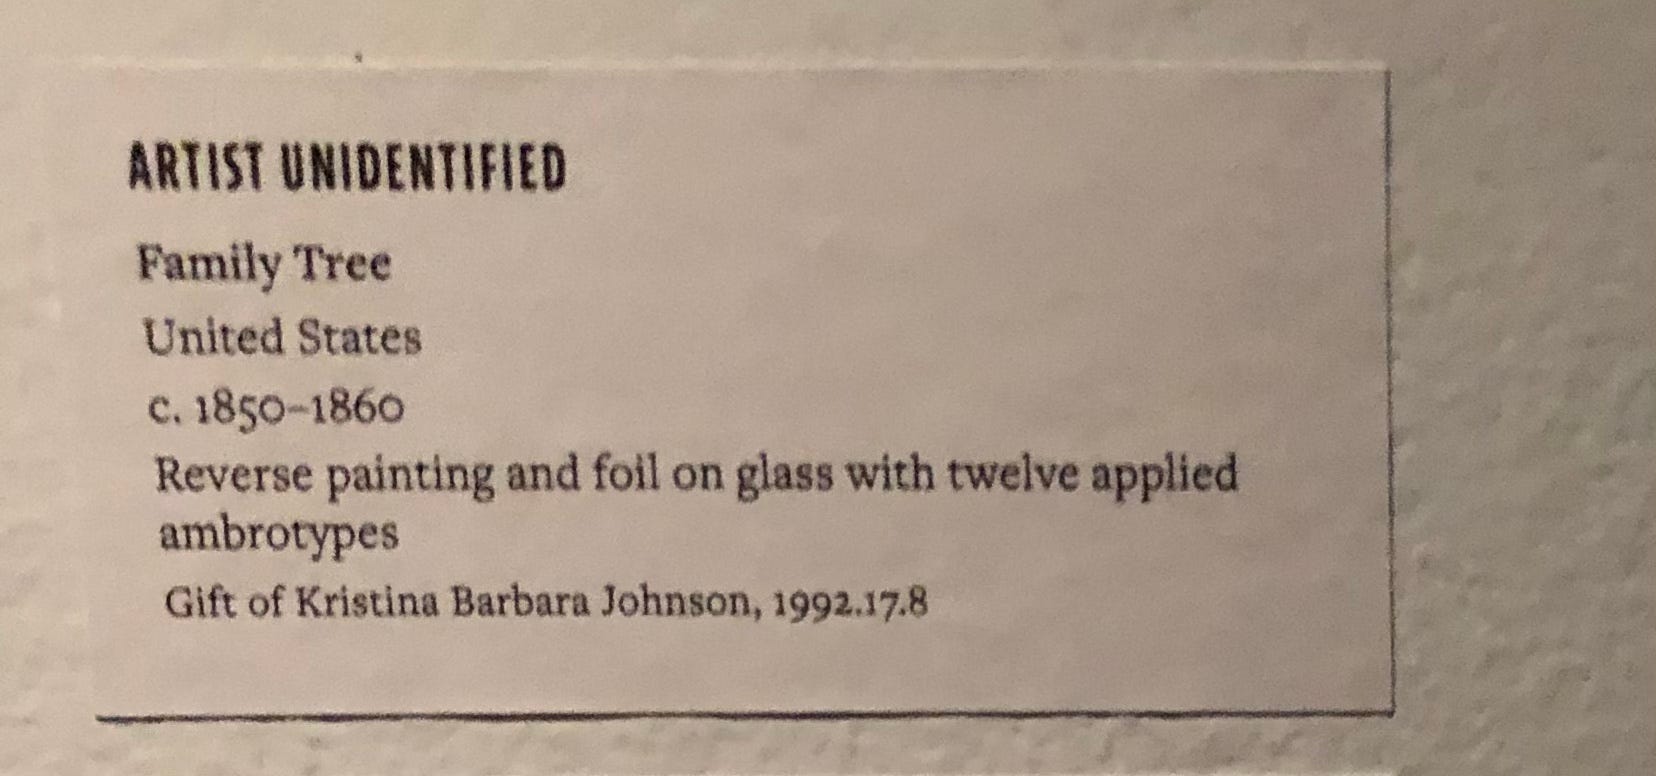 ARTIST UNIDENTIFIED
Family Tree
United States
c. 1850–1860
Reverse painting and foil on glass with twelve applied
ambrotypes
Gift of Kristina Barbara Johnson, 1992.17.8